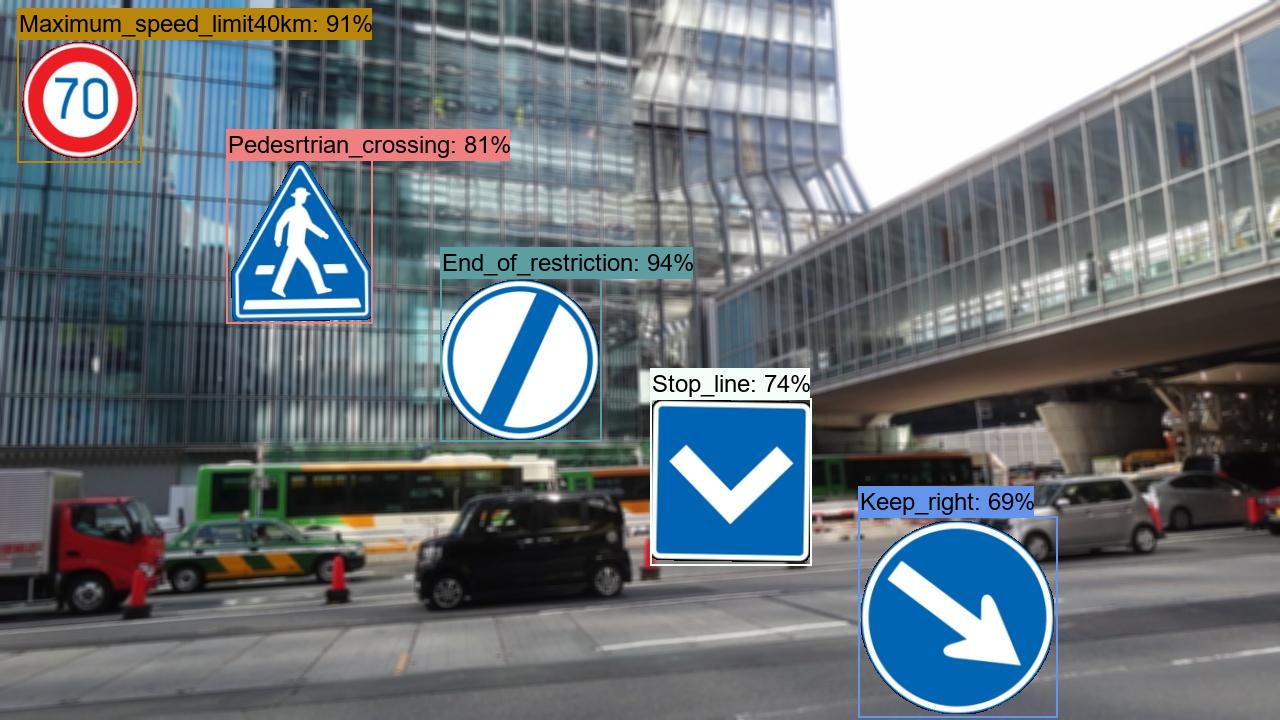 Maximum_speed_limit40km: 91%
70
Pedesrtrian_crossing: 81%
End_of_restriction: 94%
Stop_line: 74%
Keep_right: 69%